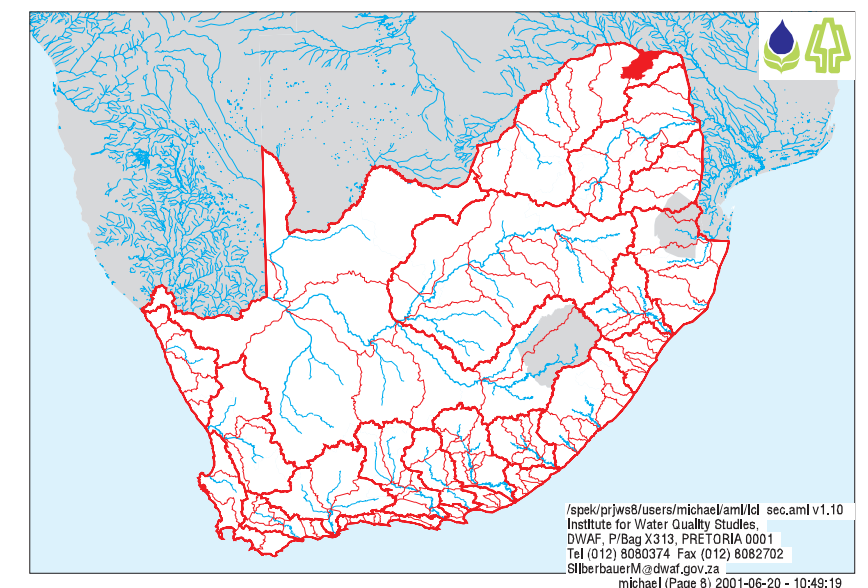 /spek/prjws8/users/michael/aml/lcl sec.aml v1.10
Institute for Water Quality Studies,
DWAF, P/Bag X313, PRETORIA 0001
Tel (012) 8080374 Fax (012) 8082702
SilberbauerM@dwaf.gov.za
michael (Page 8) 2001-06-20 - 10:49:19